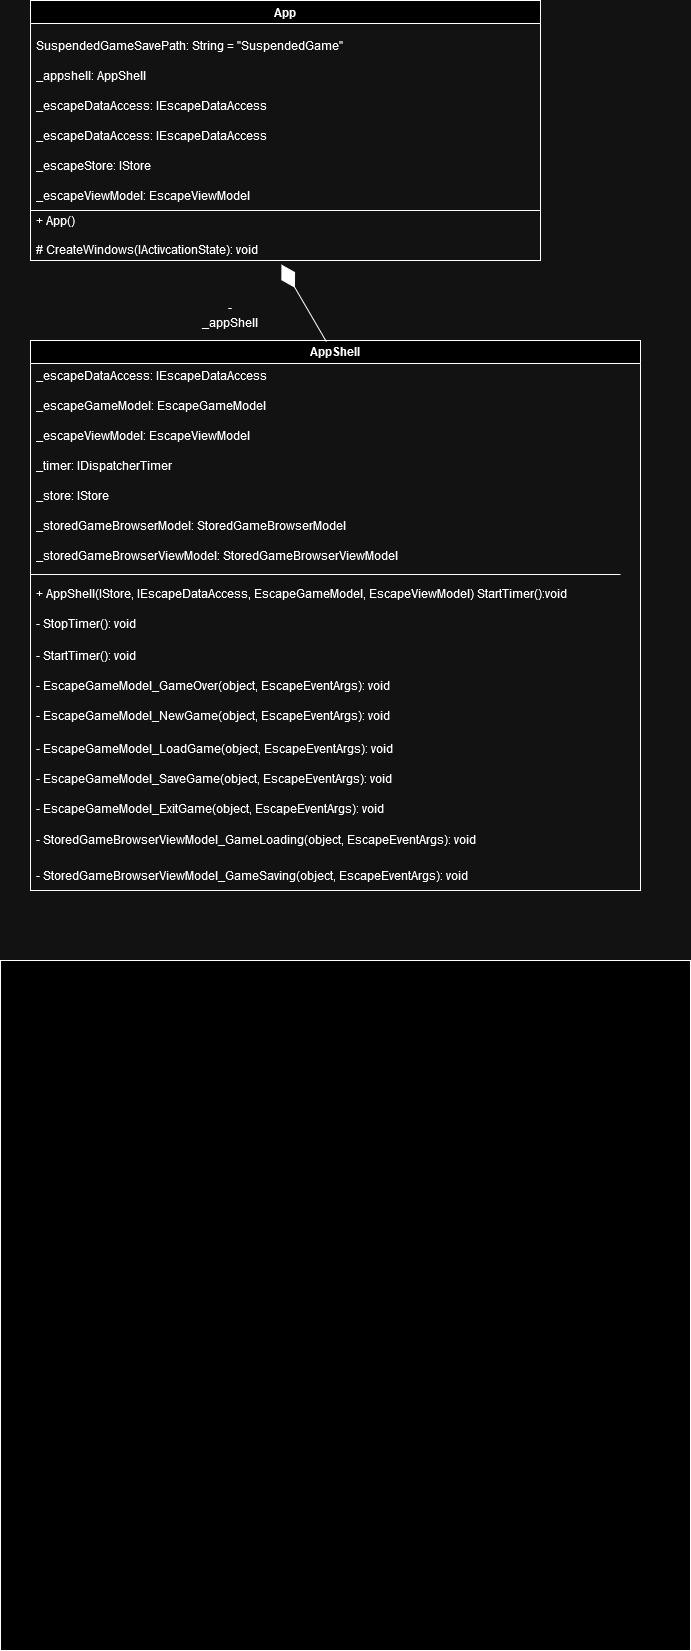 App
SuspendedGameSavePath: String = "SuspendedGame"
_appshell: AppShell
_escapeDataAccess: IEscapeDataAccess
_escapeDataAccess: IEscapeDataAccess
_escapeStore: IStore
_escapeViewModel: EscapeViewModel
+ App()
# CreateWindows(IActivcationState): void
-
_appShell
AppShell
_escapeDataAccess: IEscapeDataAccess
_escapeGameModel: EscapeGameModel
_escapeViewModel: EscapeViewModel
_timer: IDispatcherTimer
_store: IStore
_storedGameBrowserModel: StoredGameBrowserModel
_storedGameBrowserViewModel: StoredGameBrowserViewModel
+ AppShell(IStore, IEscapeDataAccess, EscapeGameModel, EscapeViewModel) StartTimer():void
- StopTimer(): void
- StartTimer(): void
- EscapeGameModel_GameOver(object, EscapeEventArgs): void
- EscapeGameModel_NewGame(object, EscapeEventArgs): void
- EscapeGameModel_LoadGame(object, EscapeEventArgs): void
- EscapeGameModel_SaveGame(object, EscapeEventArgs): void
- EscapeGameModel_ExitGame(object, EscapeEventArgs): void
- StoredGameBrowserViewModel_GameLoading(object, EscapeEventArgs): void
- StoredGameBrowserViewModel_GameSaving(object, EscapeEventArgs): void